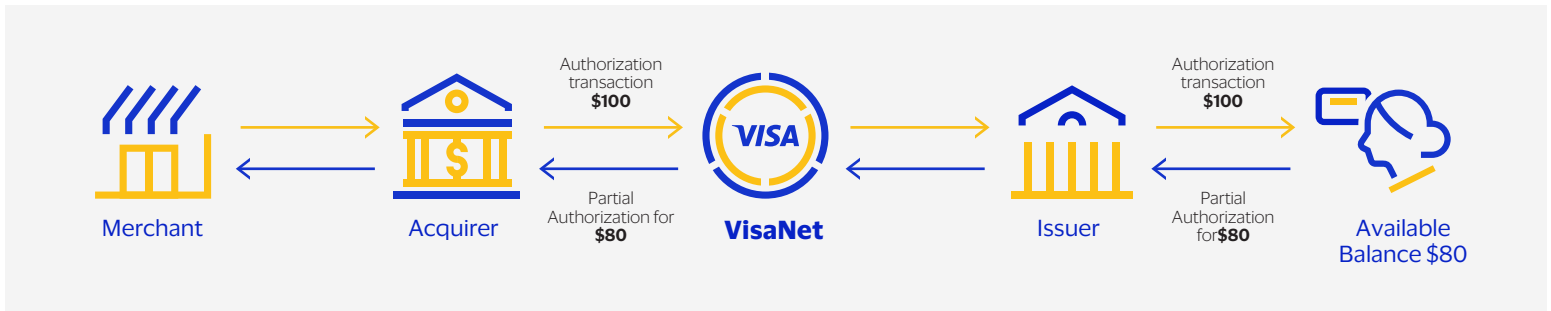 Authorization
transaction
$100
Authorization
transaction
$100
VISA
$
Partial
Authorization for
$80
Partial
Authorization
for$80
Merchant
Acquirer
VisaNet
Issuer
Available
Balance $80